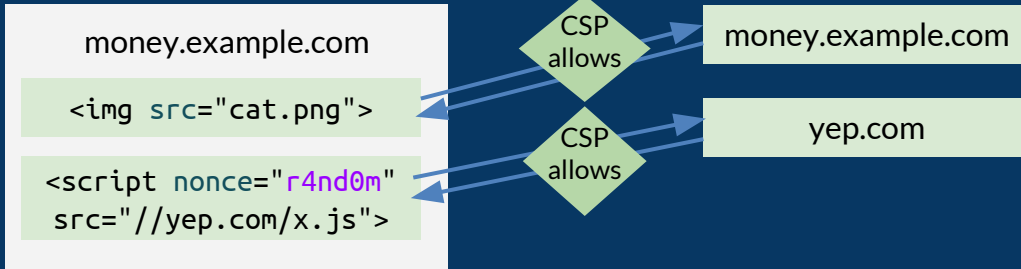 money.example.com
<img src="cat.png">
<script nonce="r4nd0m"
src="//yep.com/x.js">
CSP
allows
CSP
allows
money.example.com
yep.com